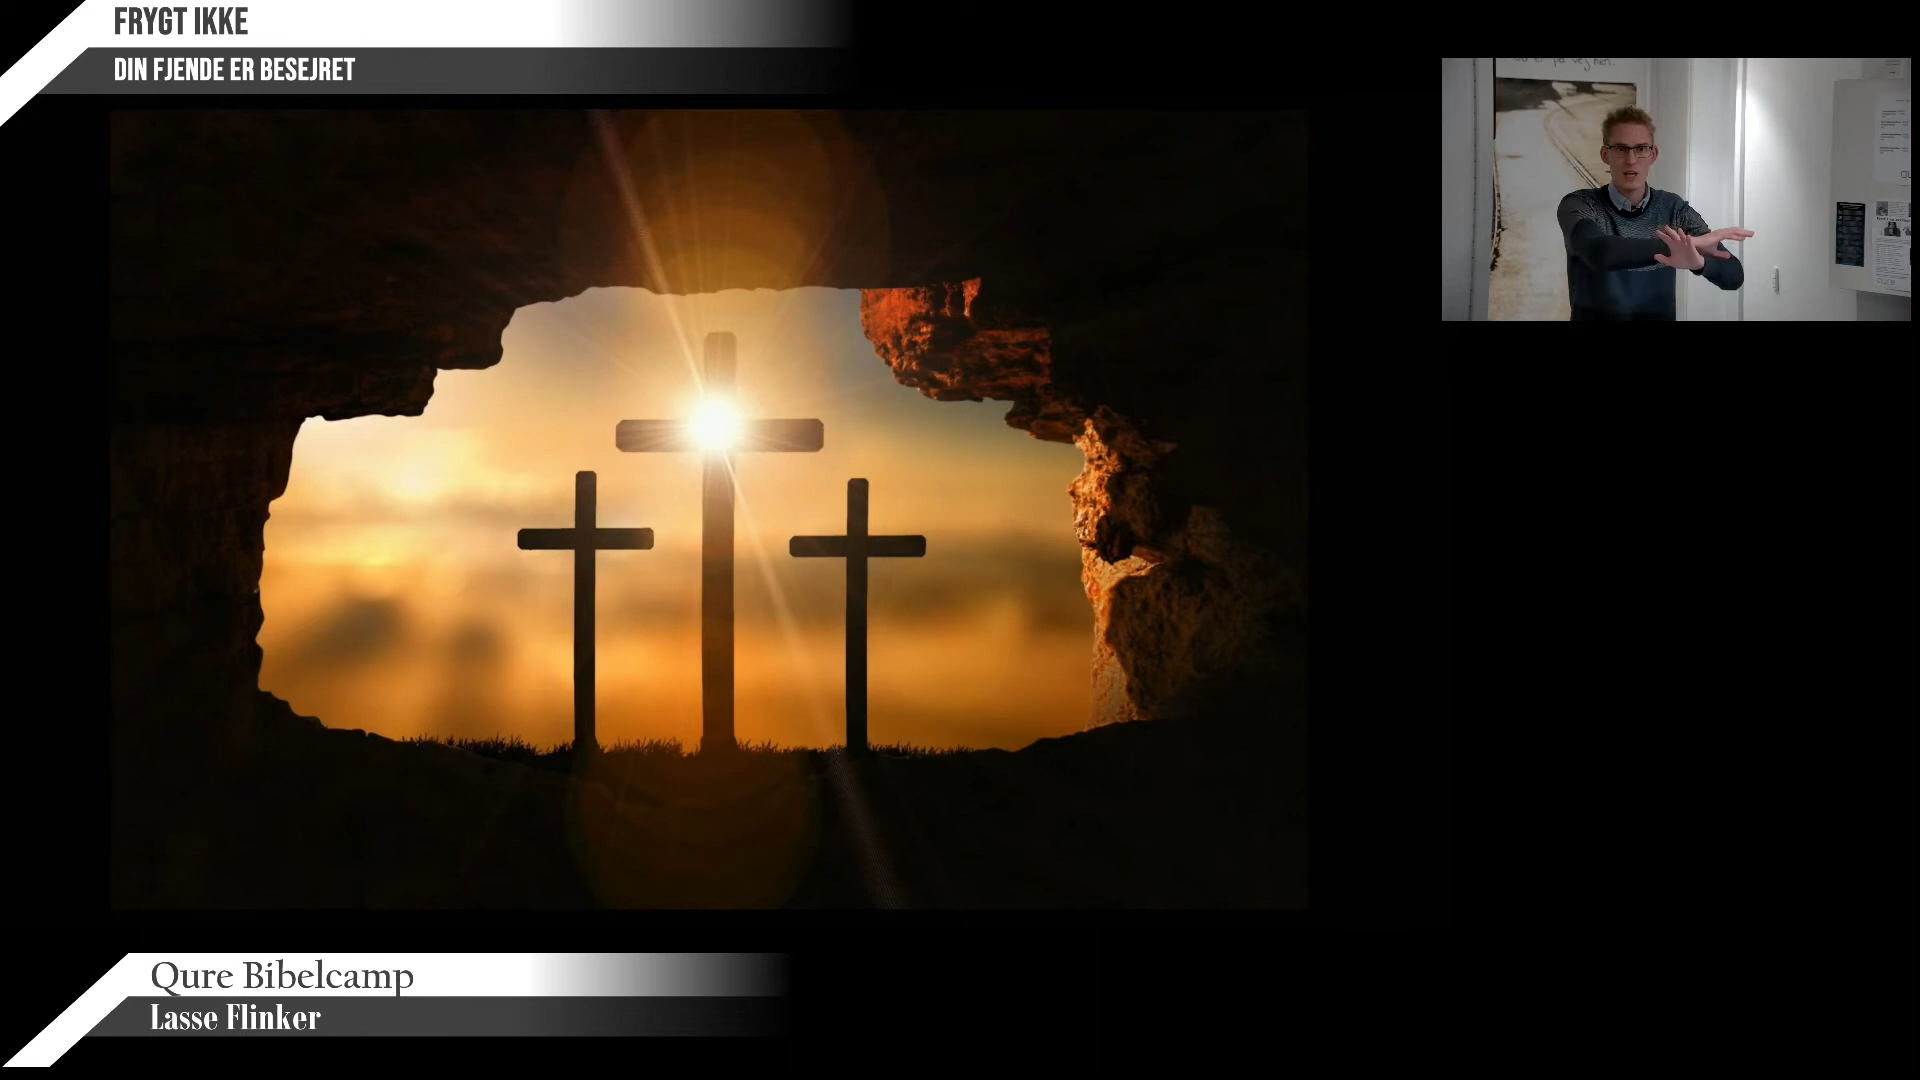 FRYGT IKKE
DIN FJENDE ER BESEJRET
Qure Bibelcamp
Lasse Flinker